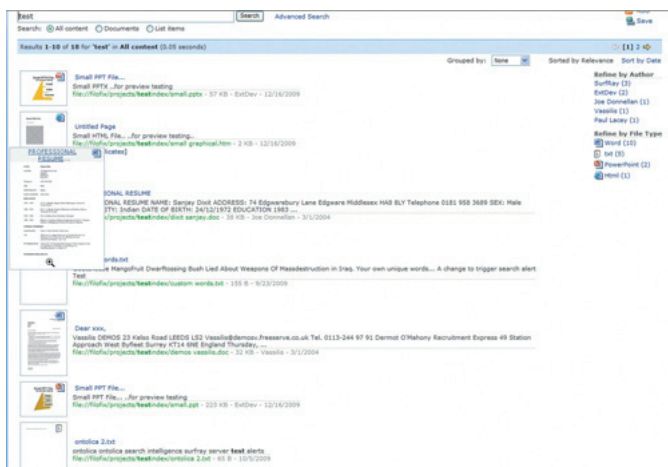 test Search Advanced Search
Save
Search: All content Documents List items
Results 1-10 of 18 for 'test' in All content (0.05 seconds) [1] 2
Grouped by: None Sorted by Relevance Sort by Date
Small PPT File...
Small PPTX ..for preview testing
file://filofix/projects/testindex/small.pptx - 57 KB - ExtDev - 12/16/2009
Untitled Page
Small HTML File.. ..for preview testing..
file://filofix/projects/testindex/small graphical.htm - 2 KB - 12/16/2009
PROFESSIONAL
RESUME...
ONAL RESUME
ONAL RESUME NAME: Sanjay Dixit ADDRESS: 74 Edgwarebury Lane Edgware Middlesex HA8 8LY Telephone 0181 958 3689 SEX: Male
ITY: Indian DATE OF BIRTH: 24/12/1972 EDUCATION 1983 ...
/projects/testindex/dixit sanjay.doc - 38 KB - Joe Donnellan - 3/1/2004
words.txt
Mangofruit Dwarftossing Bush Lied About Weapons Of Massdestruction in Iraq. Your own unique words... A change to trigger search alert
Test
file://filofix/projects/testindex/custom words.txt - 155 B - 9/23/2009
Dear xxx,
Vassilis DEMOS 23 Kelso Road LEEDS LS2 Vassilis@demosv.freeserve.co.uk Tel. 0113-244 97 91 Dermot O'Mahony Recruitment Express 49 Station
Approach West Byfleet Surrey KT14 6NE England Thursday, ...
file://filofix/projects/testindex/demos vassilis.doc - 32 KB - Vassilis - 3/1/2004
Small PPT File...
Small PPT... ..for preview testing
file://filofix/projects/testindex/small.ppt - 223 KB - ExtDev - 12/16/2009
ontolica 2.txt
ontolica ontolica search intelligence surfray server test alerts
file://filofix/projects/testindex/ontolica 2.txt - 65 B - 10/5/2009
Refine by Author
SurfRay (3)
ExtDev (2)
Joe Donnellan (1)
Vassilis (1)
Paul Lacey (1)
Refine by File Type
Word (10)
txt (5)
PowerPoint (2)
Html (1)